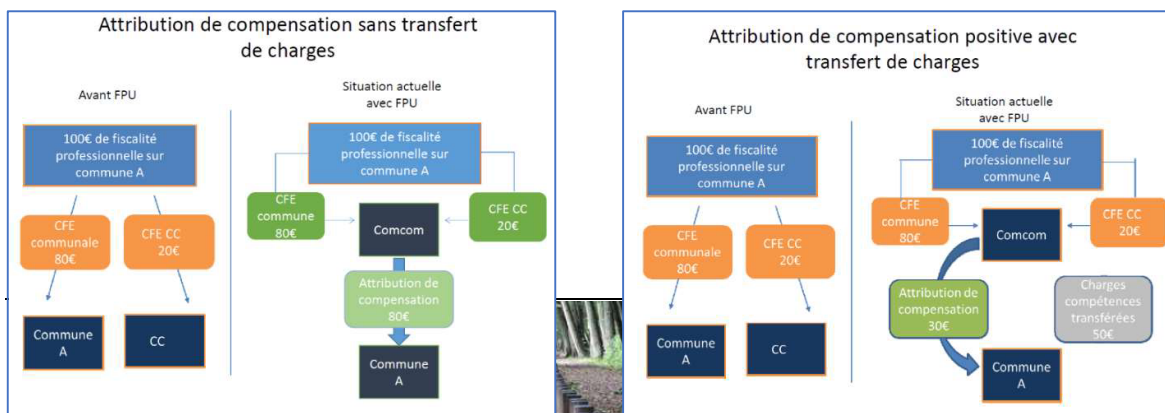 Attribution de compensation sans transfert
de charges
Avant FPU
100€ de fiscalité
professionnelle sur
commune A
CFE
communale
80€
CFE CC
20€
Commune
A
CC
Situation actuelle
avec FPU
100€ de fiscalité
professionnelle sur
commune A
CFE
commune
80€
Comcom
CFE CC
20€
Attribution de
compensation
80€
Commune
A
Attribution de compensation positive avec
transfert de charges
Avant FPU
100€ de fiscalité
professionnelle sur
commune A
CFE
communale
80€
CFE CC
20€
Commune
A
CC
Situation actuelle
avec FPU
100€ de fiscalité
professionnelle sur
commune A
CFE
commune
80€
Comcom
CFE CC
20€
Attribution de
compensation
30€
Charges
compétences
transférées
50€
Commune
A